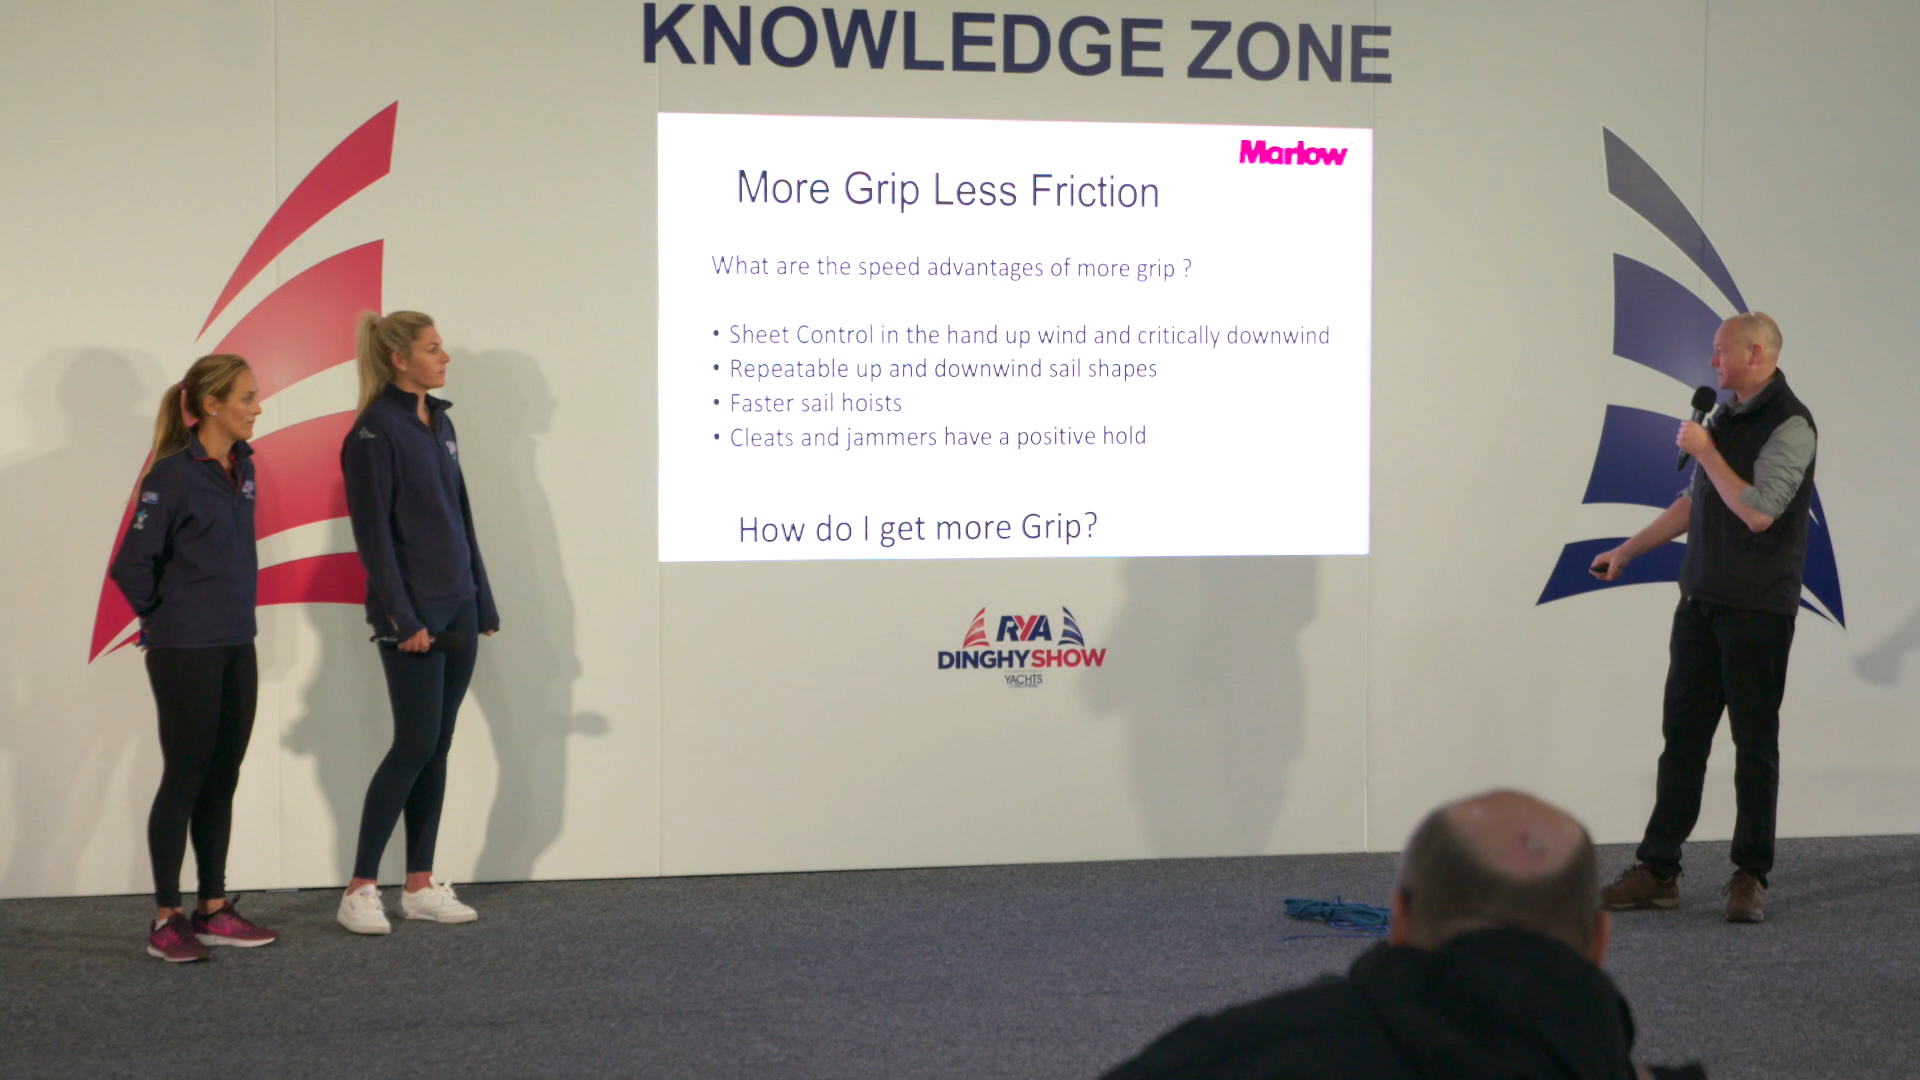 KNOWLEDGE ZONE
Marlow
More Grip Less Friction
What are the speed advantages of more grip ?
• Sheet Control in the hand up wind and critically downwind
• Repeatable up and downwind sail shapes
• Faster sail hoists
• Cleats and jammers have a positive hold
How do I get more Grip?
RYA
DINGHY SHOW
YACHTS